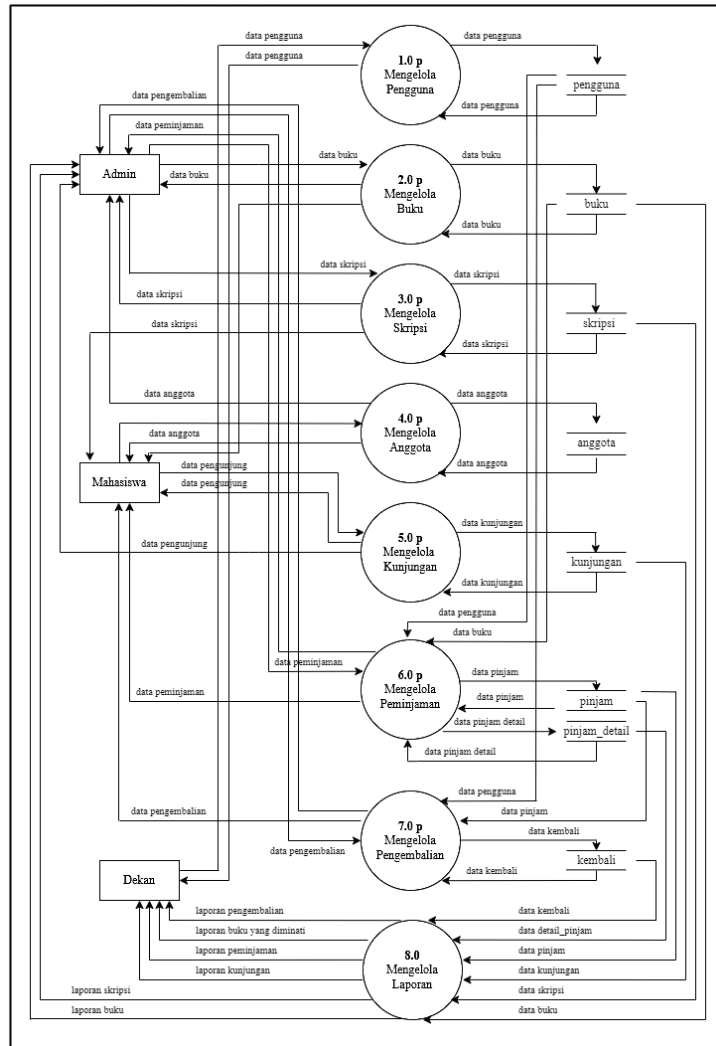 data pengguna
data pengguna
1.0 p
Mengelola
Pengguna
data pengguna
pengguna
data pengguna
data pengembalian
data peminjaman
Admin
data buku
data buku
2.0 p
Mengelola
Buku
data buku
buku
data buku
data skripsi
data skripsi
data skripsi
3.0 p
Mengelola
Skripsi
data skripsi
skripsi
data skripsi
data anggota
data anggota
4.0 p
Mengelola
Anggota
data anggota
anggota
data anggota
Mahasiswa
data pengunjung
data pengunjung
data pengunjung
5.0 p
Mengelola
Kunjungan
data kunjungan
kunjungan
data kunjungan
data pengguna
data buku
data peminjaman
data peminjaman
6.0 p
Mengelola
Peminjaman
data pinjam
data pinjam
pinjam
data pinjam detail
pinjam_detail
data pinjam detail
data pengguna
data pinjam
data pengembalian
data pengembalian
7.0 p
Mengelola
Pengembalian
data kembali
kembali
data kembali
Dekan
laporan pengembalian
laporan buku yang diminati
laporan peminjaman
laporan kunjungan
laporan skripsi
laporan buku
8.0
Mengelola
Laporan
data kembali
data detail_pinjam
data pinjam
data kunjungan
data skripsi
data buku